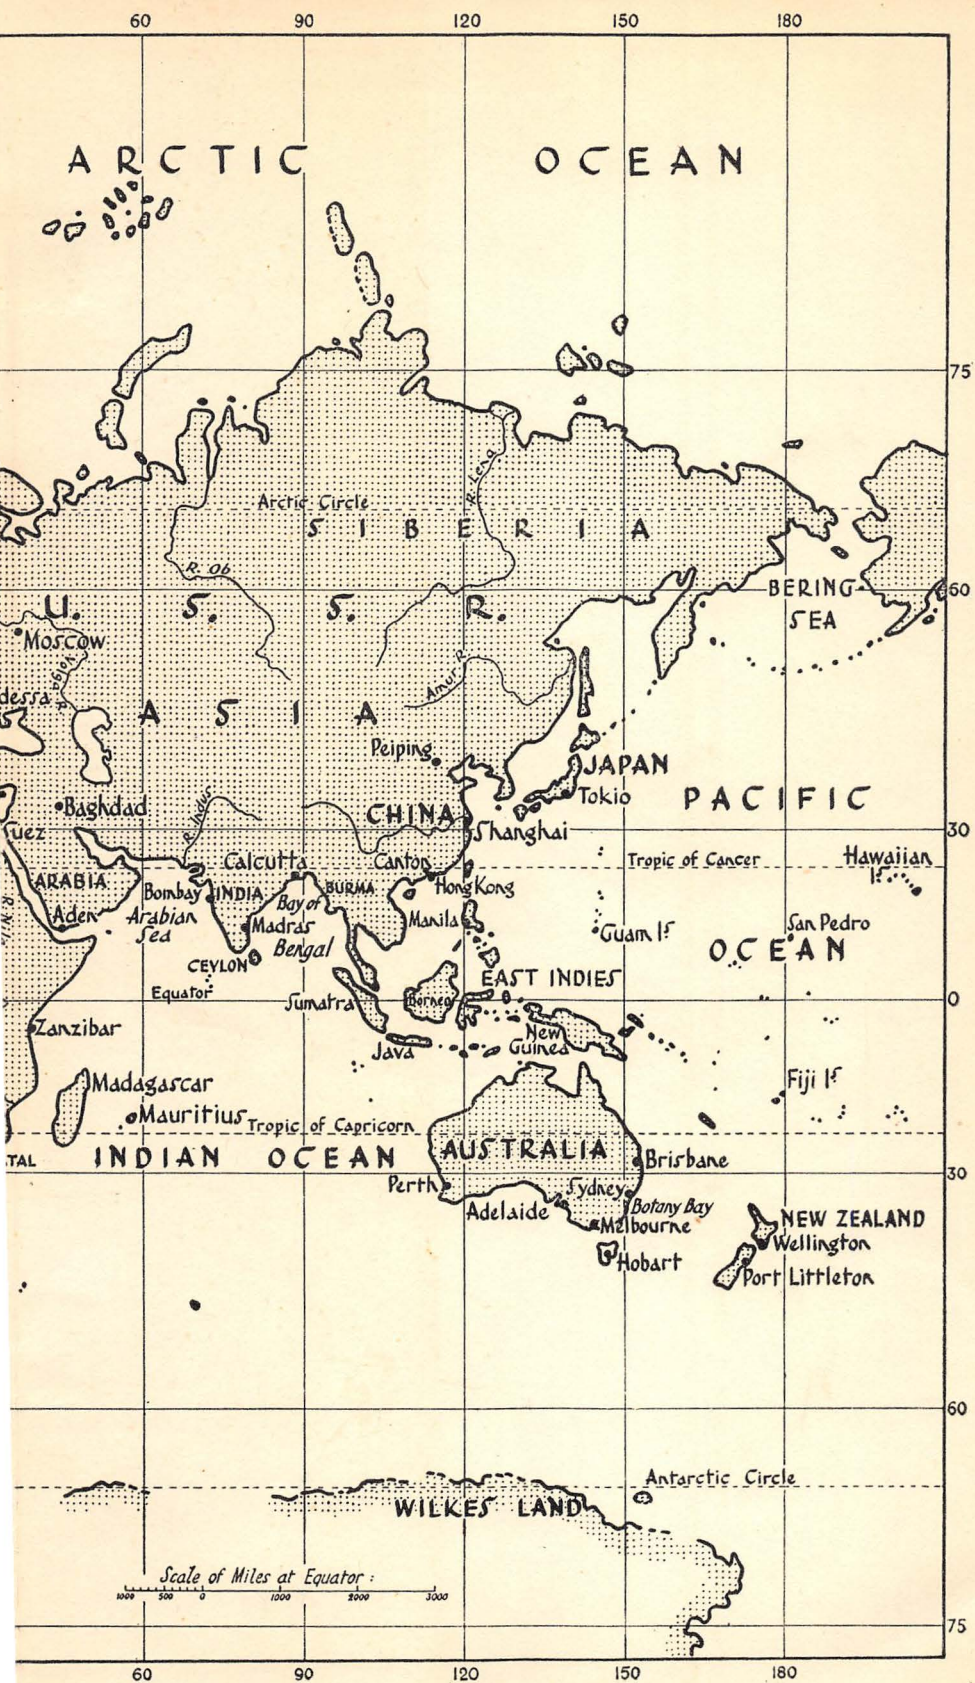 60 90 120 150 180
ARCTIC OCEAN
75
R. Lena
Arctic Circle
SIBERIA
R. Ob
60
BERING
SEA
U. S. S. R.
Moscow
Volga R.
Amur R.
dessa
ASIA
Peiping
JAPAN
Tokio
PACIFIC
Baghdad
R. Indus
CHINA
Shanghai
30
Suez
Calcutta
Canton
Tropic of Cancer
Hawaiian
Is
ARABIA
Bombay
INDIA
BURMA
Hong Kong
R. Nile
Aden
Arabian
Sea
Bay of
Bengal
Madras
Manila
Guam Is
San Pedro
OCEAN
CEYLON
EAST INDIES
Equator
Sumatra
Borneo
0
Zanzibar
Java
New
Guinea
Madagascar
Fiji Is
Mauritius
Tropic of Capricorn
TAL
INDIAN OCEAN
AUSTRALIA
Brisbane
30
Perth
Sydney
Adelaide
Botany Bay
Melbourne
NEW ZEALAND
Wellington
Hobart
Port Littleton
60
Antarctic Circle
WILKES LAND
Scale of Miles at Equator:
1000 500 0 1000 2000 3000
75
60 90 120 150 180